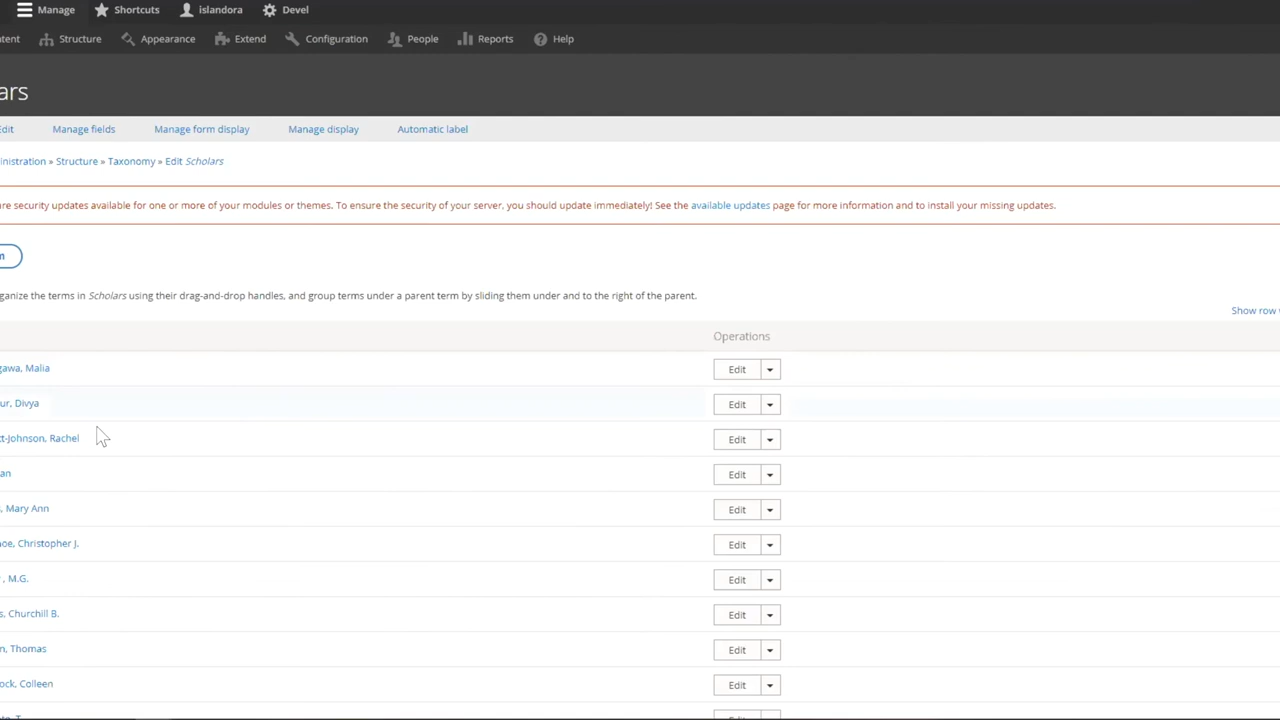 Manage Shortcuts islandora Devel
Structure Appearance Extend Configuration People Reports Help
Manage fields Manage form display Manage display Automatic label
» Structure » Taxonomy » Edit Scholars
security updates available for one or more of your modules or themes. To ensure the security of your server, you should update immediately! See the available updates page for more information and to install your missing updates.
the terms in Scholars using their drag-and-drop handles, and group terms under a parent term by sliding them under and to the right of the parent.
Show row
Operations
Malia Edit
Divya Edit
Rachel Edit
Edit
Mary Ann Edit
Christopher J. Edit
M.G. Edit
Churchill B. Edit
Thomas Edit
Colleen Edit